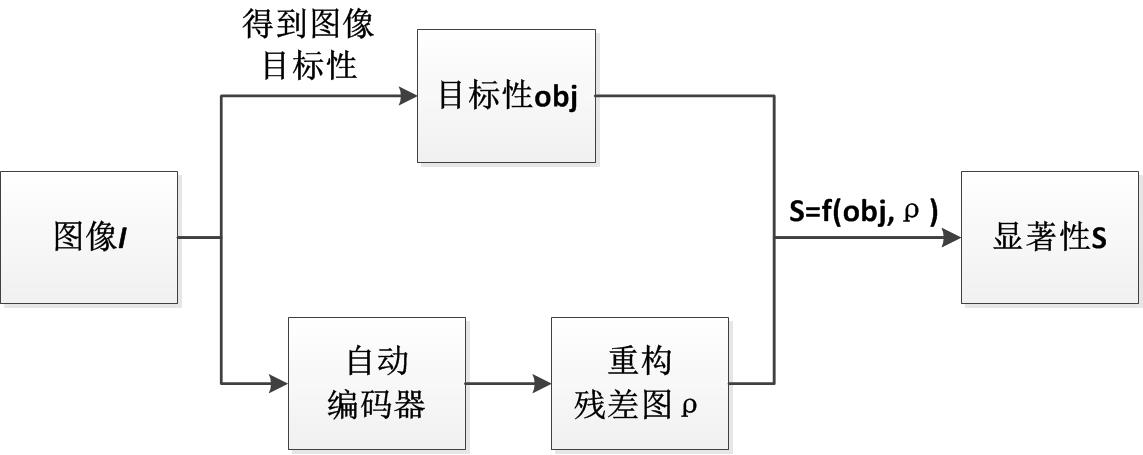 得到图像
目标性
目标性obj
图像I
S=f(obj,ρ)
显著性S
自动
编码器
重构
残差图ρ